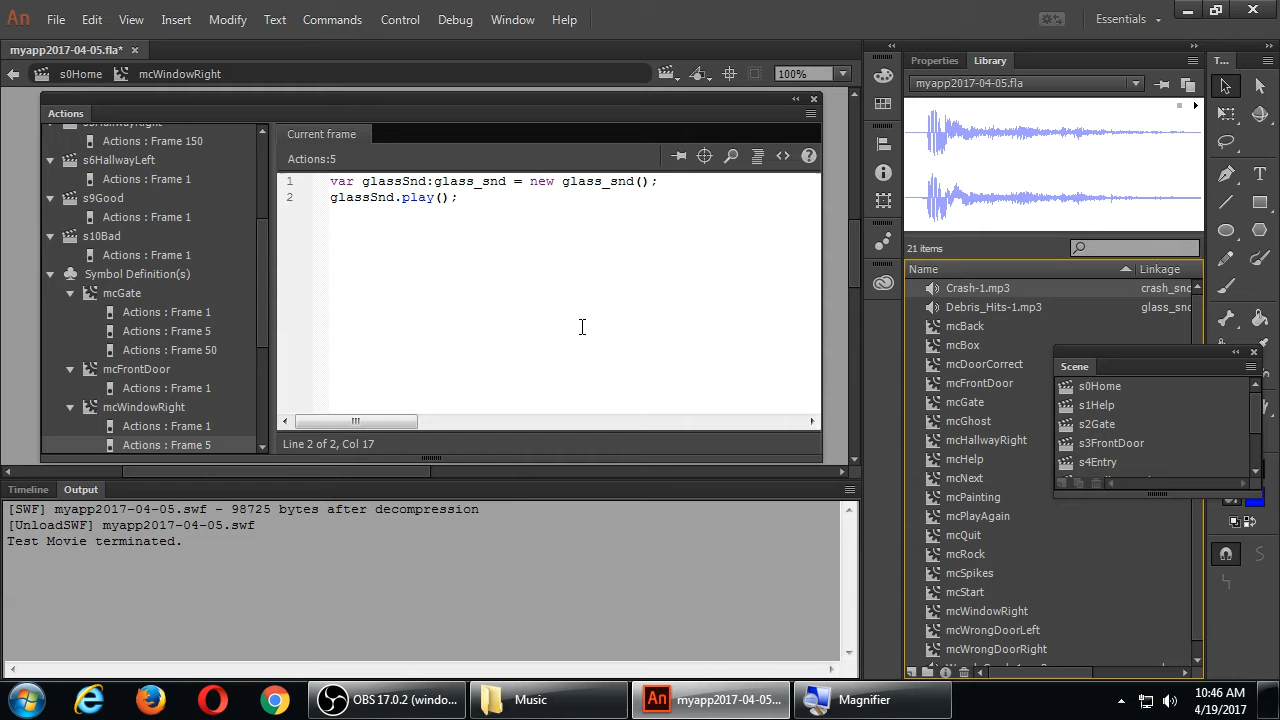 An File Edit View Insert Modify Text Commands Control Debug Window Help Essentials
myapp2017-04-05.fla* ×
s0Home mcWindowRight 100%
Actions
Actions : Frame 150
s6HallwayLeft
Actions : Frame 1
s9Good
Actions : Frame 1
s10Bad
Actions : Frame 1
Symbol Definition(s)
mcGate
Actions : Frame 1
Actions : Frame 5
Actions : Frame 50
mcFrontDoor
Actions : Frame 1
mcWindowRight
Actions : Frame 1
Actions : Frame 5
Current frame
Actions:5
1 var glassSnd:glass_snd = new glass_snd();
2 glassSnd.play();
Line 2 of 2, Col 17
Timeline Output
[SWF] myapp2017-04-05.swf - 38725 bytes after decompression
[UnloadSWF] myapp2017-04-05.swf
Test Movie terminated.
Properties Library
myapp2017-04-05.fla
21 items
Name Linkage
Crash-1.mp3 crash_snd
Debris_Hits-1.mp3 glass_snd
mcBack
mcBox
mcDoorCorrect
mcFrontDoor
mcGate
mcGhost
mcHallwayRight
mcHelp
mcNext
mcPainting
mcPlayAgain
mcQuit
mcRock
mcSpikes
mcStart
mcWindowRight
mcWrongDoorLeft
mcWrongDoorRight
Scene
s0Home
s1Help
s2Gate
s3FrontDoor
s4Entry
T...
OBS 17.0.2 (windo...
Music
An myapp2017-04-05...
Magnifier
10:46 AM
4/19/2017